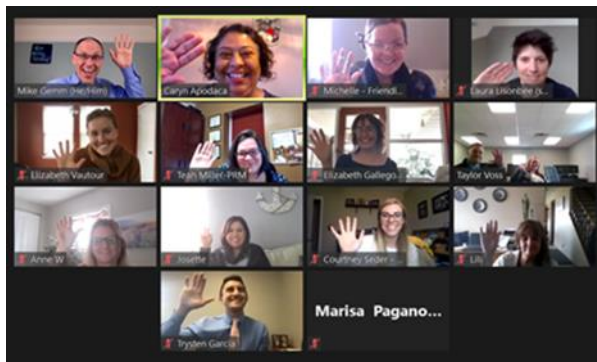 Mike Gemm (He/Him)
Caryn Apodaca
Michelle - Friendl...
Laura Lisonbee (s...
Elizabeth Vautour
Teah Miller-PRM
Elizabeth Gallego...
Taylor Voss
Anne W
Josette
Courtney Seder - ...
Lili
Trysten Garcia
Marisa Pagano...